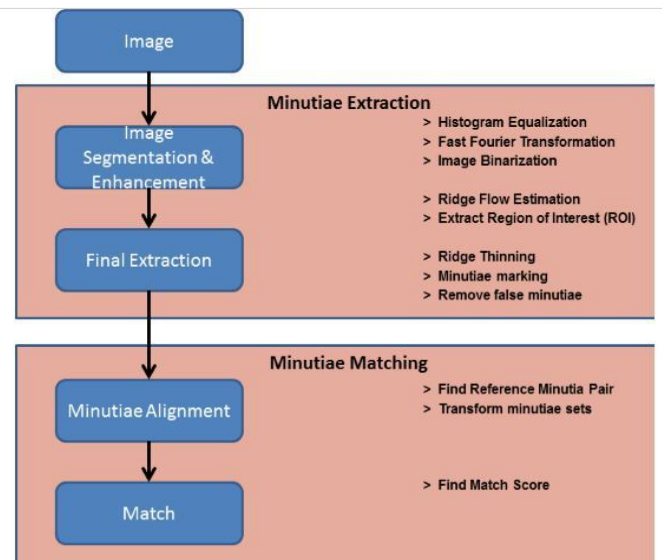 Image
Minutiae Extraction
Image
Segmentation &
Enhancement
> Histogram Equalization
> Fast Fourier Transformation
> Image Binarization
> Ridge Flow Estimation
> Extract Region of Interest (ROI)
Final Extraction
> Ridge Thinning
> Minutiae marking
> Remove false minutiae
Minutiae Matching
Minutiae Alignment
> Find Reference Minutia Pair
> Transform minutiae sets
Match
> Find Match Score